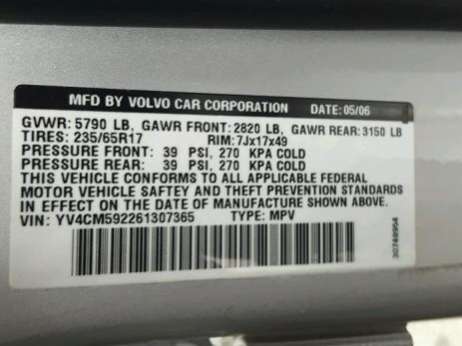 MFD BY VOLVO CAR CORPORATION DATE: 05/06
GVWR: 5790 LB, GAWR FRONT: 2820 LB, GAWR REAR: 3150 LB
TIRES: 235/65R17 RIM: 7Jx17x49
PRESSURE FRONT: 39 PSI, 270 KPA COLD
PRESSURE REAR: 39 PSI, 270 KPA COLD
THIS VEHICLE CONFORMS TO ALL APPLICABLE FEDERAL
MOTOR VEHICLE SAFTEY AND THEFT PREVENTION STANDARDS
IN EFFECT ON THE DATE OF MANUFACTURE SHOWN ABOVE
VIN: YV4CM592261307365 TYPE: MPV
30748954